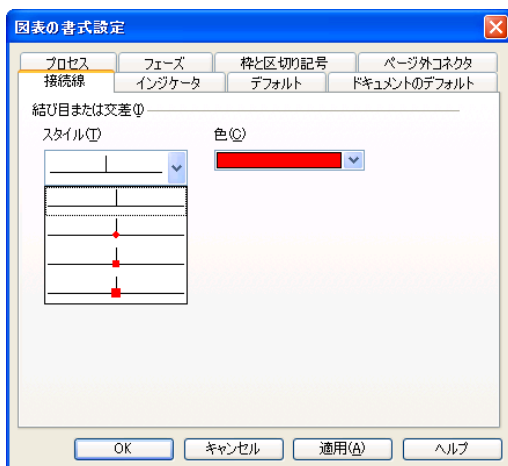 図表の書式設定
プロセス フェーズ 枠と区切り記号 ページ外コネクタ
接続線 インジケータ デフォルト ドキュメントのデフォルト
結び目または交差(I)
スタイル(T) 色(C)
OK キャンセル 適用(A) ヘルプ